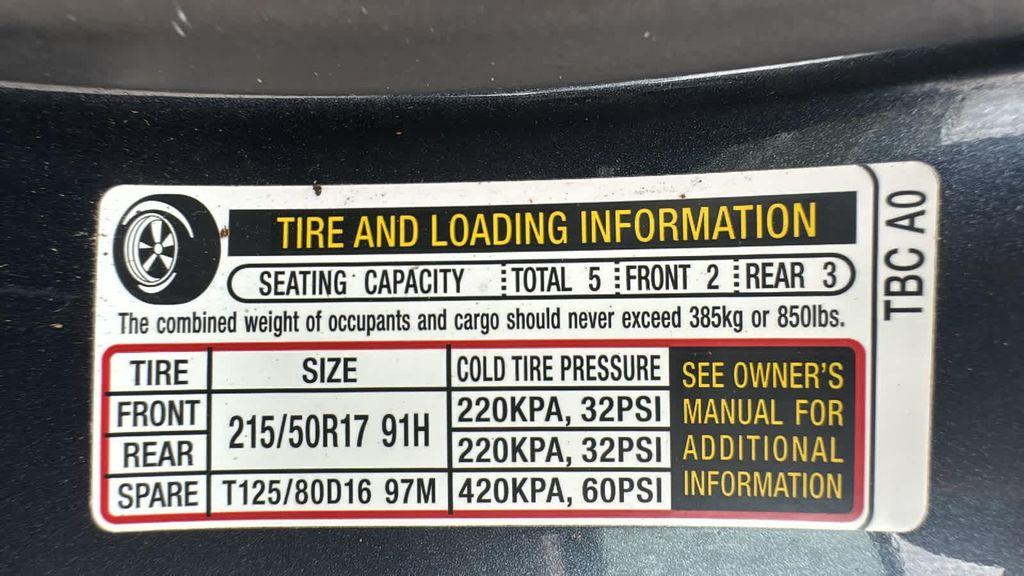 TIRE AND LOADING INFORMATION
SEATING CAPACITY TOTAL 5 FRONT 2 REAR 3
The combined weight of occupants and cargo should never exceed 385kg or 850lbs.
TIRE SIZE COLD TIRE PRESSURE
FRONT 215/50R17 91H 220KPA, 32PSI
REAR 220KPA, 32PSI
SPARE T125/80D16 97M 420KPA, 60PSI
SEE OWNER'S
MANUAL FOR
ADDITIONAL
INFORMATION
TBC A0